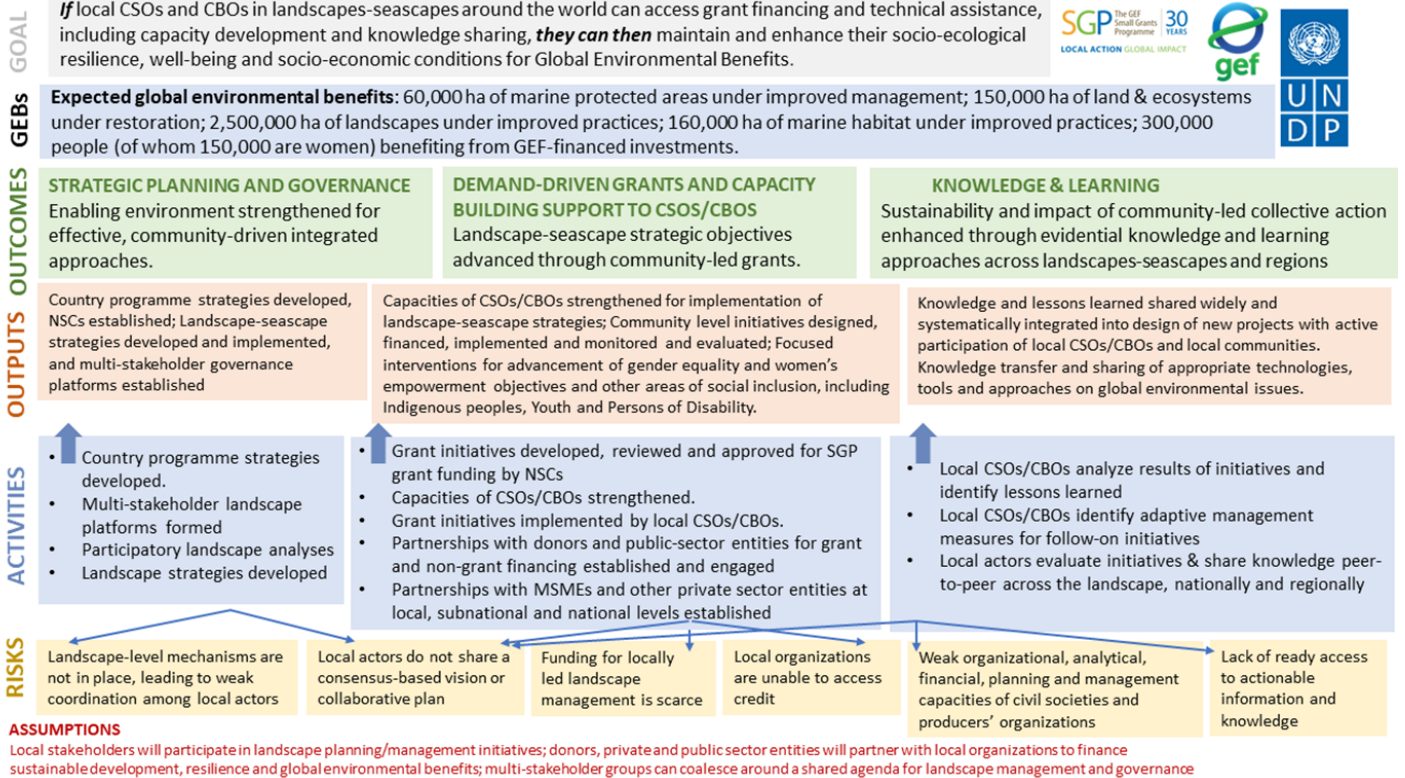 GOAL
If local CSOs and CBOs in landscapes-seascapes around the world can access grant financing and technical assistance,
including capacity development and knowledge sharing, they can then maintain and enhance their socio-ecological
resilience, well-being and socio-economic conditions for Global Environmental Benefits.
SGP The GEF Small Grants Programme 30 YEARS
LOCAL ACTION GLOBAL IMPACT
gef
U N
D P
GEBs
Expected global environmental benefits: 60,000 ha of marine protected areas under improved management; 150,000 ha of land & ecosystems
under restoration; 2,500,000 ha of landscapes under improved practices; 160,000 ha of marine habitat under improved practices; 300,000
people (of whom 150,000 are women) benefiting from GEF-financed investments.
OUTCOMES
STRATEGIC PLANNING AND GOVERNANCE
Enabling environment strengthened for
effective, community-driven integrated
approaches.
DEMAND-DRIVEN GRANTS AND CAPACITY
BUILDING SUPPORT TO CSOS/CBOS
Landscape-seascape strategic objectives
advanced through community-led grants.
KNOWLEDGE & LEARNING
Sustainability and impact of community-led collective action
enhanced through evidential knowledge and learning
approaches across landscapes-seascapes and regions
OUTPUTS
Country programme strategies developed,
NSCs established; Landscape-seascape
strategies developed and implemented,
and multi-stakeholder governance
platforms established
Capacities of CSOs/CBOs strengthened for implementation of
landscape-seascape strategies; Community level initiatives designed,
financed, implemented and monitored and evaluated; Focused
interventions for advancement of gender equality and women's
empowerment objectives and other areas of social inclusion, including
Indigenous peoples, Youth and Persons of Disability.
Knowledge and lessons learned shared widely and
systematically integrated into design of new projects with active
participation of local CSOs/CBOs and local communities.
Knowledge transfer and sharing of appropriate technologies,
tools and approaches on global environmental issues.
ACTIVITIES
• Country programme strategies
developed.
• Multi-stakeholder landscape
platforms formed
• Participatory landscape analyses
• Landscape strategies developed
• Grant initiatives developed, reviewed and approved for SGP
grant funding by NSCs
• Capacities of CSOs/CBOs strengthened.
• Grant initiatives implemented by local CSOs/CBOs.
• Partnerships with donors and public-sector entities for grant
and non-grant financing established and engaged
• Partnerships with MSMEs and other private sector entities at
local, subnational and national levels established
• Local CSOs/CBOs analyze results of initiatives and
identify lessons learned
• Local CSOs/CBOs identify adaptive management
measures for follow-on initiatives
• Local actors evaluate initiatives & share knowledge peer-
to-peer across the landscape, nationally and regionally
RISKS
Landscape-level mechanisms are
not in place, leading to weak
coordination among local actors
Local actors do not share a
consensus-based vision or
collaborative plan
Funding for locally
led landscape
management is scarce
Local organizations
are unable to access
credit
Weak organizational, analytical,
financial, planning and management
capacities of civil societies and
producers' organizations
Lack of ready access
to actionable
information and
knowledge
ASSUMPTIONS
Local stakeholders will participate in landscape planning/management initiatives; donors, private and public sector entities will partner with local organizations to finance
sustainable development, resilience and global environmental benefits; multi-stakeholder groups can coalesce around a shared agenda for landscape management and governance